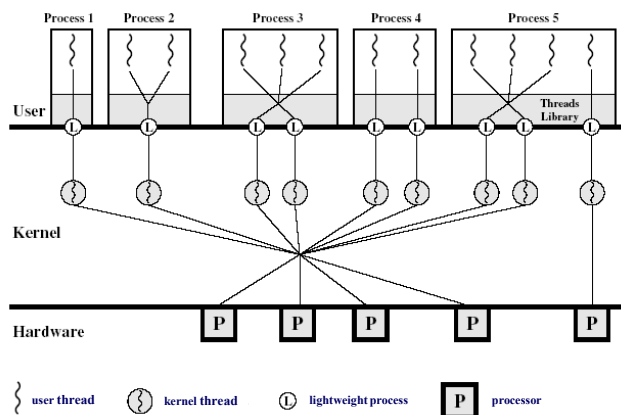 Process 1 Process 2 Process 3 Process 4 Process 5
User
Threads
Library
L L L L L L L L L
Kernel
Hardware
P P P P P
user thread kernel thread L lightweight process P processor